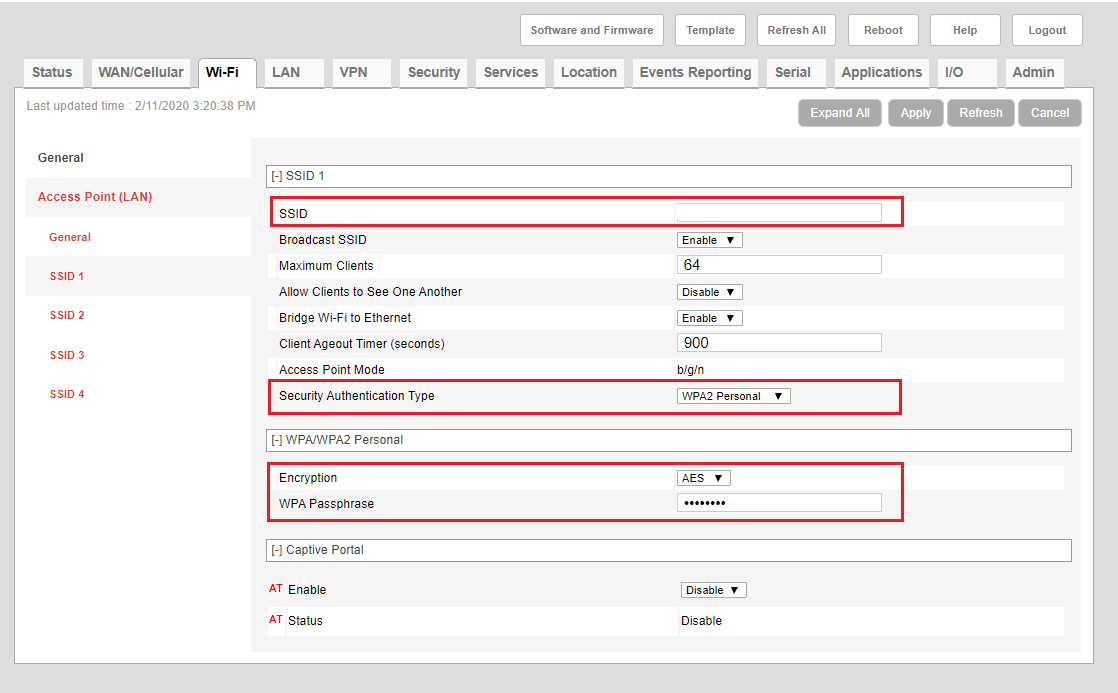 Software and Firmware Template Refresh All Reboot Help Logout
Status WAN/Cellular Wi-Fi LAN VPN Security Services Location Events Reporting Serial Applications I/O Admin
Last updated time : 2/11/2020 3:20:38 PM
Expand All Apply Refresh Cancel
General
Access Point (LAN)
General
SSID 1
SSID 2
SSID 3
SSID 4
[-] SSID 1
SSID
Broadcast SSID Enable ▼
Maximum Clients 64
Allow Clients to See One Another Disable ▼
Bridge Wi-Fi to Ethernet Enable ▼
Client Ageout Timer (seconds) 900
Access Point Mode b/g/n
Security Authentication Type WPA2 Personal ▼
[-] WPA/WPA2 Personal
Encryption AES ▼
WPA Passphrase ••••••••
[-] Captive Portal
AT Enable Disable ▼
AT Status Disable